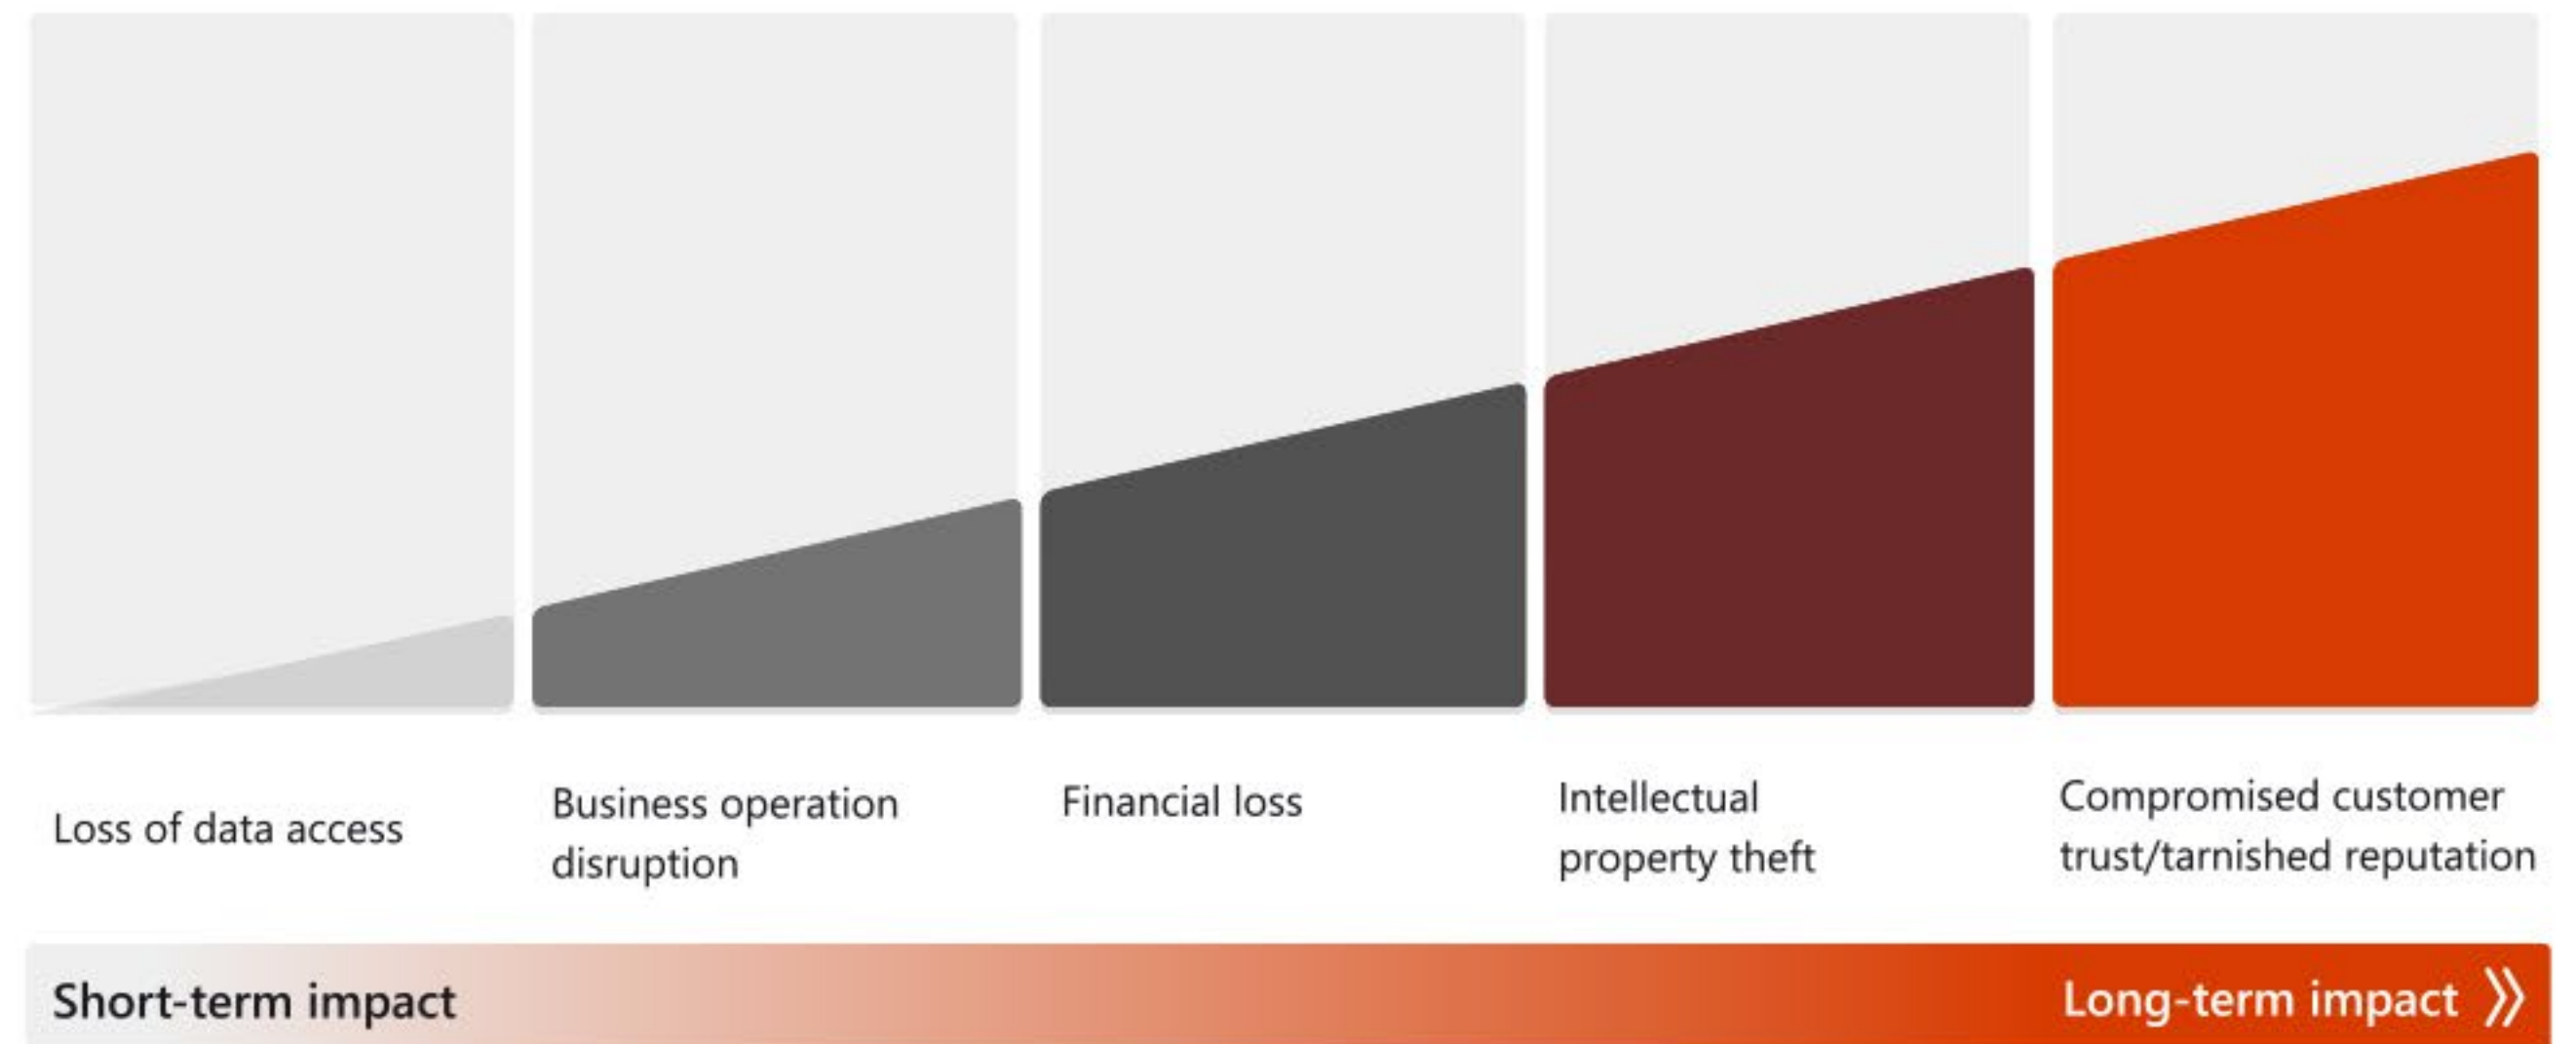 Loss of data access
Business operation
disruption
Financial loss
Intellectual
property theft
Compromised customer
trust/tarnished reputation
Short-term impact
Long-term impact